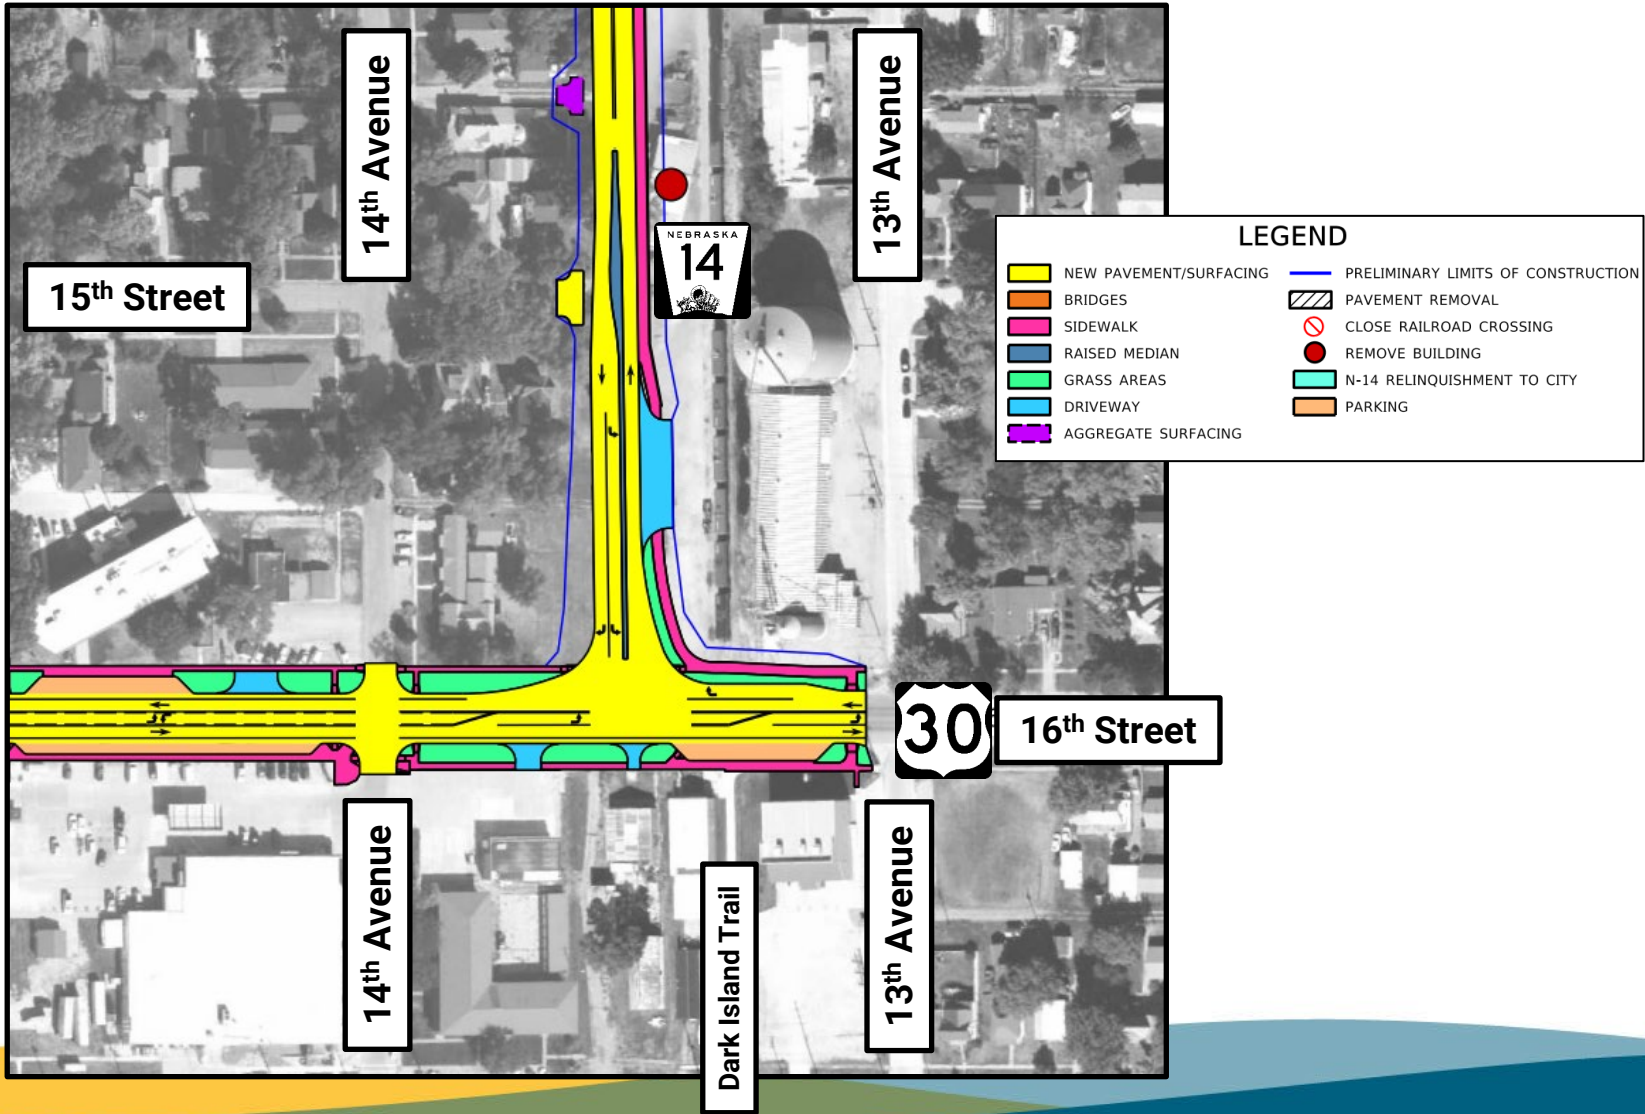 14th Avenue
13th Avenue
15th Street
NEBRASKA
14
LEGEND
NEW PAVEMENT/SURFACING
BRIDGES
SIDEWALK
RAISED MEDIAN
GRASS AREAS
DRIVEWAY
AGGREGATE SURFACING
PRELIMINARY LIMITS OF CONSTRUCTION
PAVEMENT REMOVAL
CLOSE RAILROAD CROSSING
REMOVE BUILDING
N-14 RELINQUISHMENT TO CITY
PARKING
30
16th Street
14th Avenue
Dark Island Trail
13th Avenue